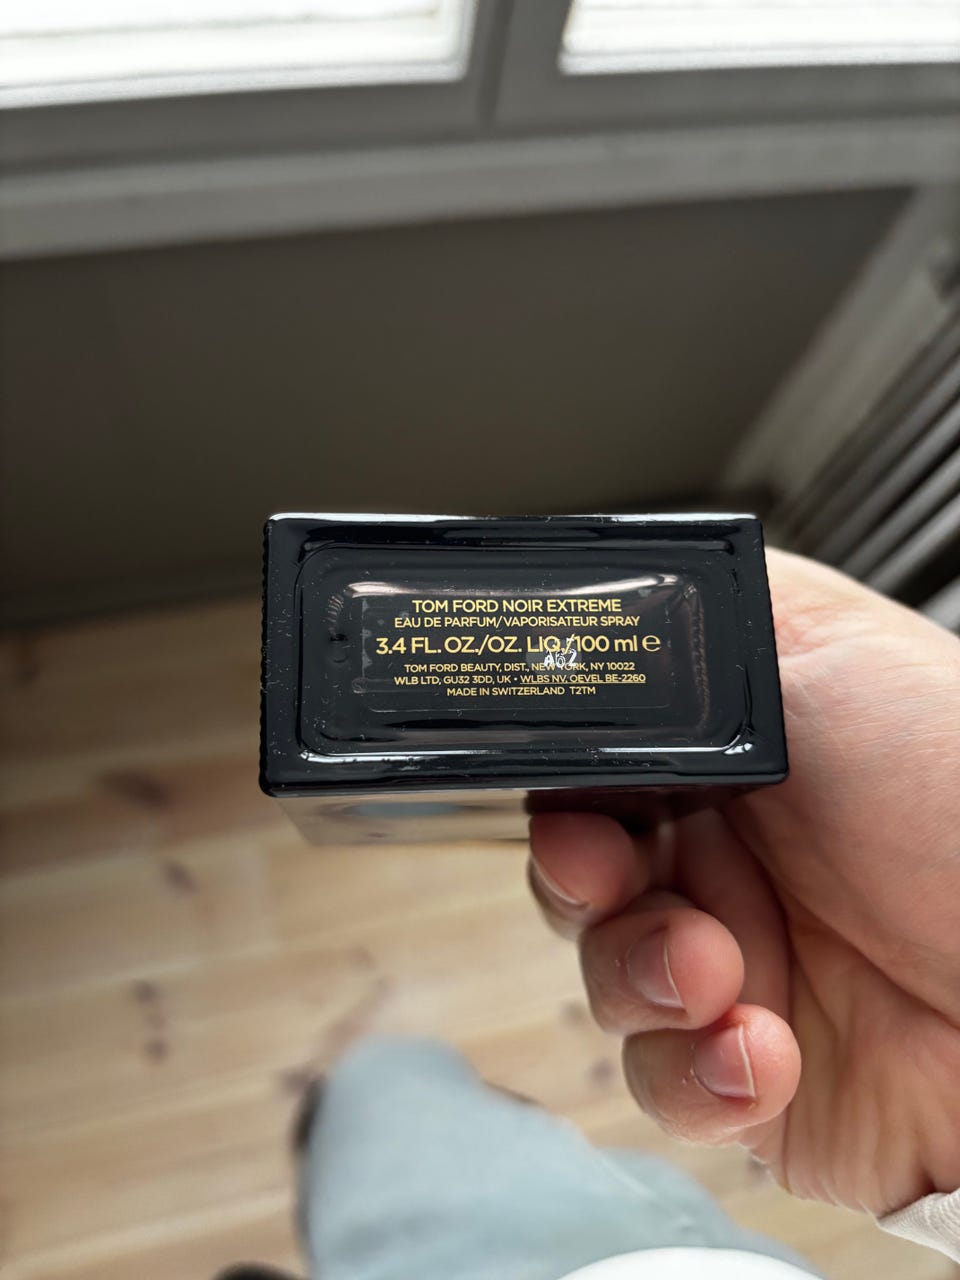 TOM FORD NOIR EXTREME
EAU DE PARFUM/VAPORISATEUR SPRAY
3.4 FL. OZ./OZ. LIQ./100 ml ℮
A62
TOM FORD BEAUTY, DIST., NEW YORK, NY 10022
WLB LTD, GU32 3DD, UK • WLBS NV. OEVEL BE-2260
MADE IN SWITZERLAND T2TM